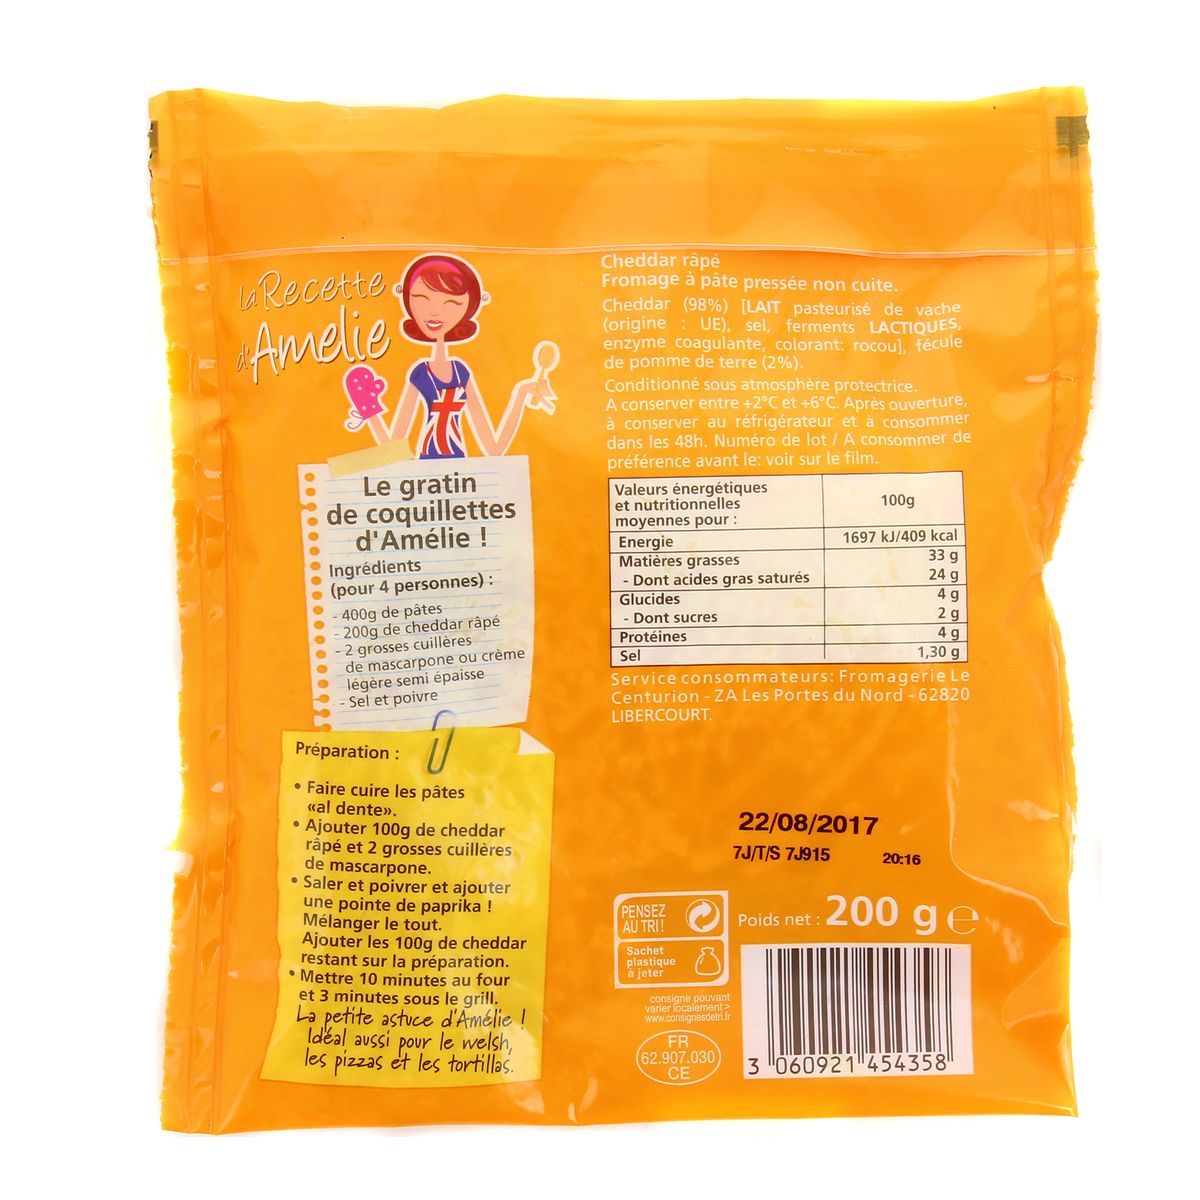 la Recette
d'Amélie
Le gratin
de coquillettes
d'Amélie !
Ingrédients
(pour 4 personnes) :
- 400g de pâtes
- 200g de cheddar râpé
- 2 grosses cuillères
de mascarpone ou crème
légère semi épaisse
- Sel et poivre
Préparation :
• Faire cuire les pâtes
«al dente».
• Ajouter 100g de cheddar
râpé et 2 grosses cuillères
de mascarpone.
• Saler et poivrer et ajouter
une pointe de paprika !
Mélanger le tout.
Ajouter les 100g de cheddar
restant sur la préparation.
• Mettre 10 minutes au four
et 3 minutes sous le grill.
La petite astuce d'Amélie !
Idéal aussi pour le welsh,
les pizzas et les tortillas.
Cheddar râpé
Fromage à pâte pressée non cuite.
Cheddar (98%) [LAIT pasteurisé de vache
(origine : UE), sel, ferments LACTIQUES,
enzyme coagulante, colorant: rocou], fécule
de pomme de terre (2%).
Conditionné sous atmosphère protectrice.
A conserver entre +2°C et +6°C. Après ouverture,
à conserver au réfrigérateur et à consommer
dans les 48h. Numéro de lot / A consommer de
préférence avant le: voir sur le film.
Valeurs énergétiques
et nutritionnelles
moyennes pour : 100g
Energie 1697 kJ/409 kcal
Matières grasses 33 g
- Dont acides gras saturés 24 g
Glucides 4 g
- Dont sucres 2 g
Protéines 4 g
Sel 1,30 g
Service consommateurs: Fromagerie Le
Centurion - ZA Les Portes du Nord - 62820
LIBERCOURT.
22/08/2017
7J/T/S 7J915 20:16
PENSEZ
AU TRI !
Sachet
plastique
à jeter
consigne pouvant
varier localement>
www.consignesdetri.fr
FR
62.907.030
CE
Poids net : 200 g e
3 060921 454358